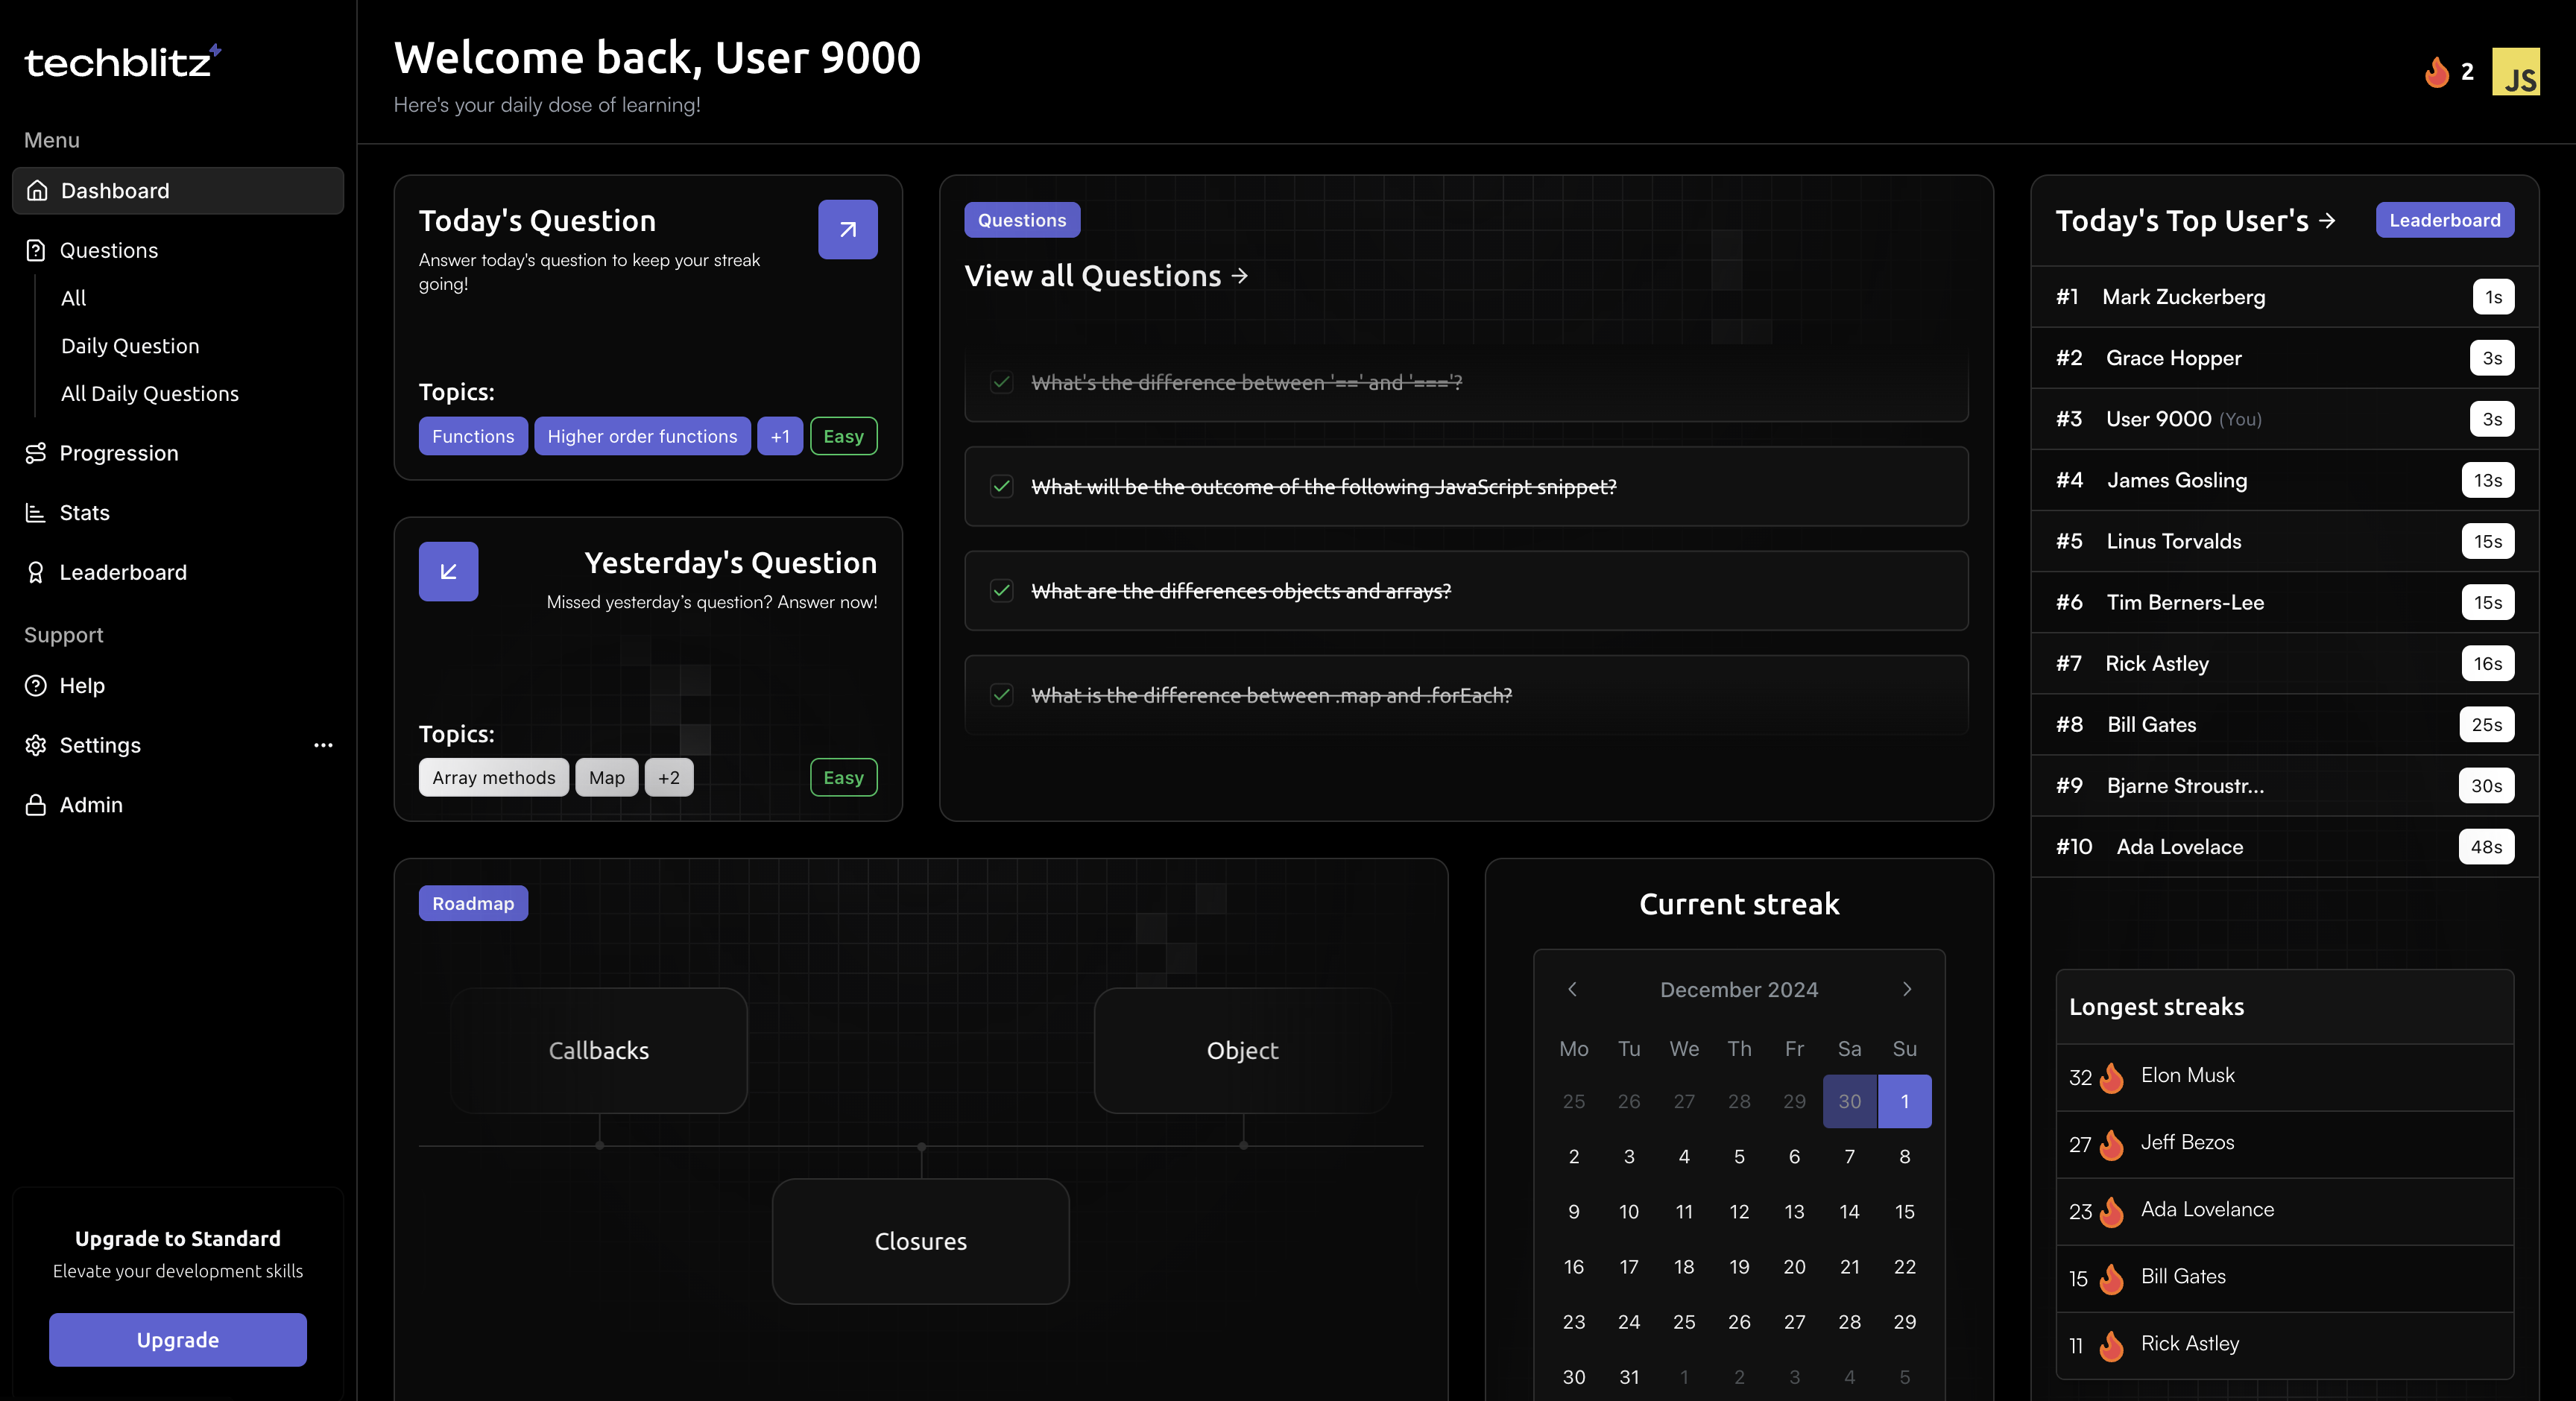 techblitz
Menu
Dashboard
Questions
All
Daily Question
All Daily Questions
Progression
Stats
Leaderboard
Support
Help
Settings
Admin
Upgrade to Standard
Elevate your development skills
Upgrade
Welcome back, User 9000
Here's your daily dose of learning!
2
JS
Today's Question
Answer today's question to keep your streak
going!
Topics:
Functions Higher order functions +1 Easy
Yesterday's Question
Missed yesterday’s question? Answer now!
Topics:
Array methods Map +2 Easy
Questions
View all Questions
What's the difference between '==' and '==='?
What will be the outcome of the following JavaScript snippet?
What are the differences objects and arrays?
What is the difference between .map and .forEach?
Roadmap
Callbacks
Object
Closures
Current streak
December 2024
Mo Tu We Th Fr Sa Su
25 26 27 28 29 30 1
2 3 4 5 6 7 8
9 10 11 12 13 14 15
16 17 18 19 20 21 22
23 24 25 26 27 28 29
30 31 1 2 3 4 5
Today's Top User's
Leaderboard
#1 Mark Zuckerberg 1s
#2 Grace Hopper 3s
#3 User 9000 (You) 3s
#4 James Gosling 13s
#5 Linus Torvalds 15s
#6 Tim Berners-Lee 15s
#7 Rick Astley 16s
#8 Bill Gates 25s
#9 Bjarne Stroustr... 30s
#10 Ada Lovelace 48s
Longest streaks
32 Elon Musk
27 Jeff Bezos
23 Ada Lovelance
15 Bill Gates
11 Rick Astley